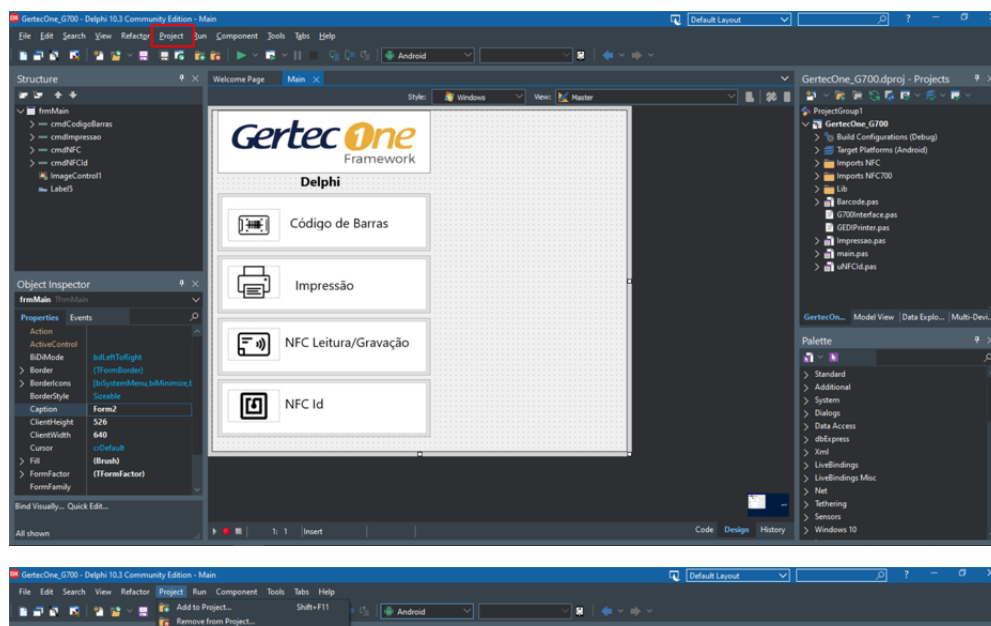 GertecOne_G700 - Delphi 10.3 Community Edition - Main
Default Layout
File Edit Search View Refactor Project Run Component Tools Tabs Help
Android
Structure
frmMain
cmdCodigoBarras
cmdImpressao
cmdNFC
cmdNFCId
ImageControl1
Label5
Object Inspector
frmMain TfrmMain
Properties Events
Action
ActiveControl
BiDiMode bdLeftToRight
Border (TFormBorder)
BorderIcons [biSystemMenu,biMinimize,
BorderStyle Sizeable
Caption Form2
ClientHeight 526
ClientWidth 640
Cursor crDefault
Fill (Brush)
FormFactor (TFormFactor)
FormFamily
Bind Visually... Quick Edit...
All shown
Welcome Page Main
Style: Windows View: Master
Gertec One
Framework
Delphi
Código de Barras
Impressão
NFC Leitura/Gravação
NFC Id
1: 1 Insert
Code Design History
GertecOne_G700.dproj - Projects
ProjectGroup1
GertecOne_G700
Build Configurations (Debug)
Target Platforms (Android)
Imports NFC
Imports NFC700
Lib
Barcode.pas
G700Interface.pas
GEDIPrinter.pas
Impressao.pas
main.pas
uNFCId.pas
GertecOn... Model View Data Explo... Multi-Devi...
Palette
Standard
Additional
System
Dialogs
Data Access
dbExpress
Xml
LiveBindings
LiveBindings Misc
Net
Tethering
Sensors
Windows 10
GertecOne_G700 - Delphi 10.3 Community Edition - Main
Default Layout
File Edit Search View Refactor Project Run Component Tools Tabs Help
Add to Project... Shift+F11
Android
Remove from Project...